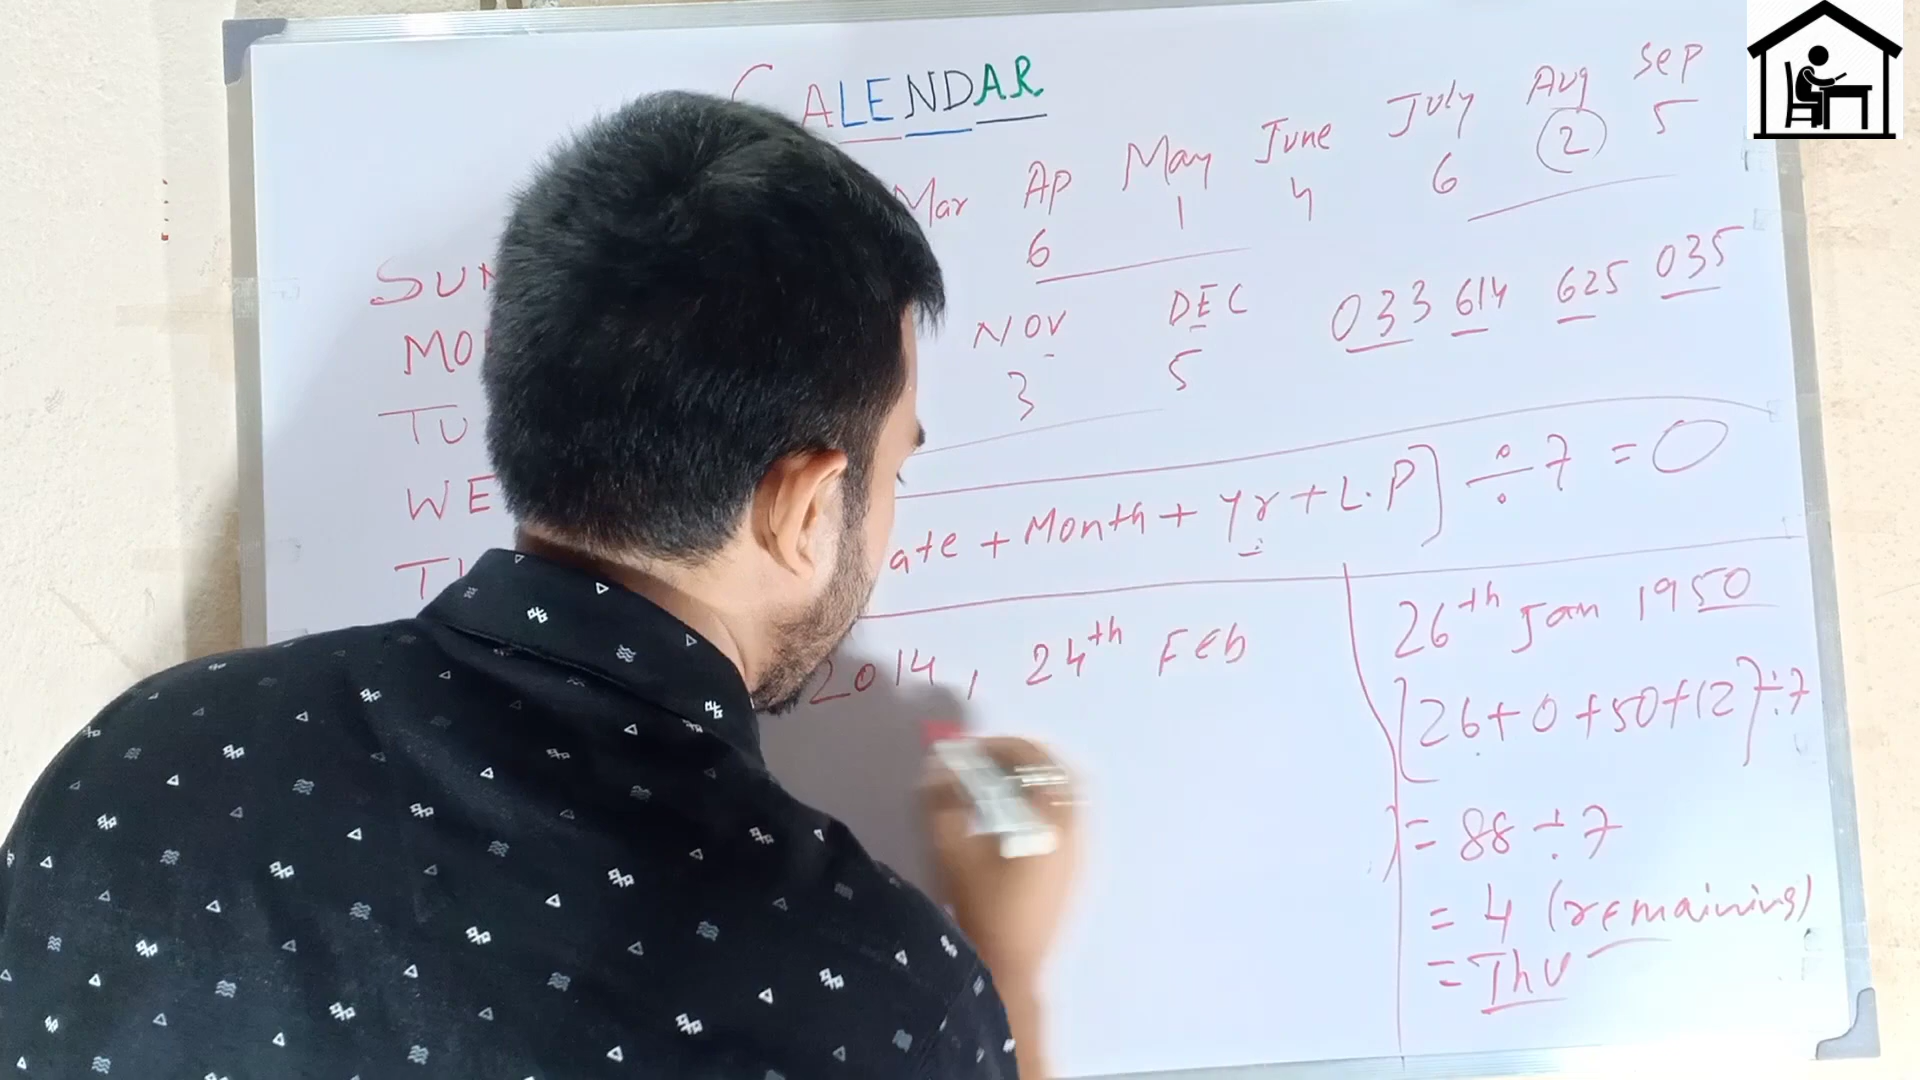 CALENDAR
Mar Ap May June July Aug Sep
6 1 4 6 2 5
SUN
MO
TU
WE
NOV DEC
3 5
033 614 625 035
ate + Month + Yr + L.P] ÷ 7 = 0
2014, 24th Feb
26th Jan 1950
[26+0+50+12]÷7
= 88 ÷ 7
= 4 (remaining)
= Thu